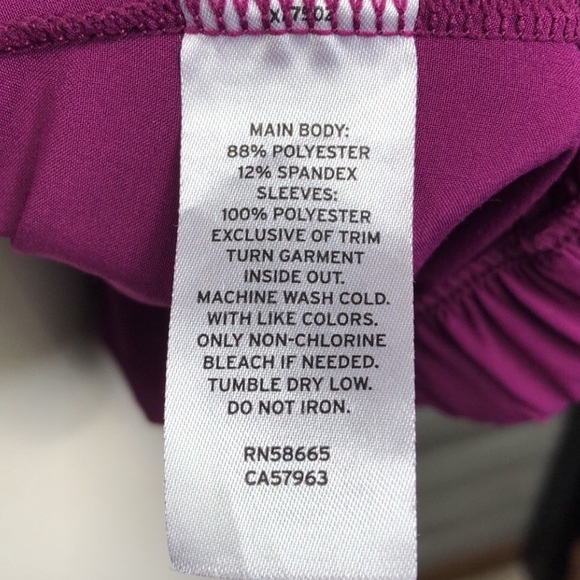 MAIN BODY:
88% POLYESTER
12% SPANDEX
SLEEVES:
100% POLYESTER
EXCLUSIVE OF TRIM
TURN GARMENT
INSIDE OUT.
MACHINE WASH COLD.
WITH LIKE COLORS.
ONLY NON-CHLORINE
BLEACH IF NEEDED.
TUMBLE DRY LOW.
DO NOT IRON.
RN58665
CA57963